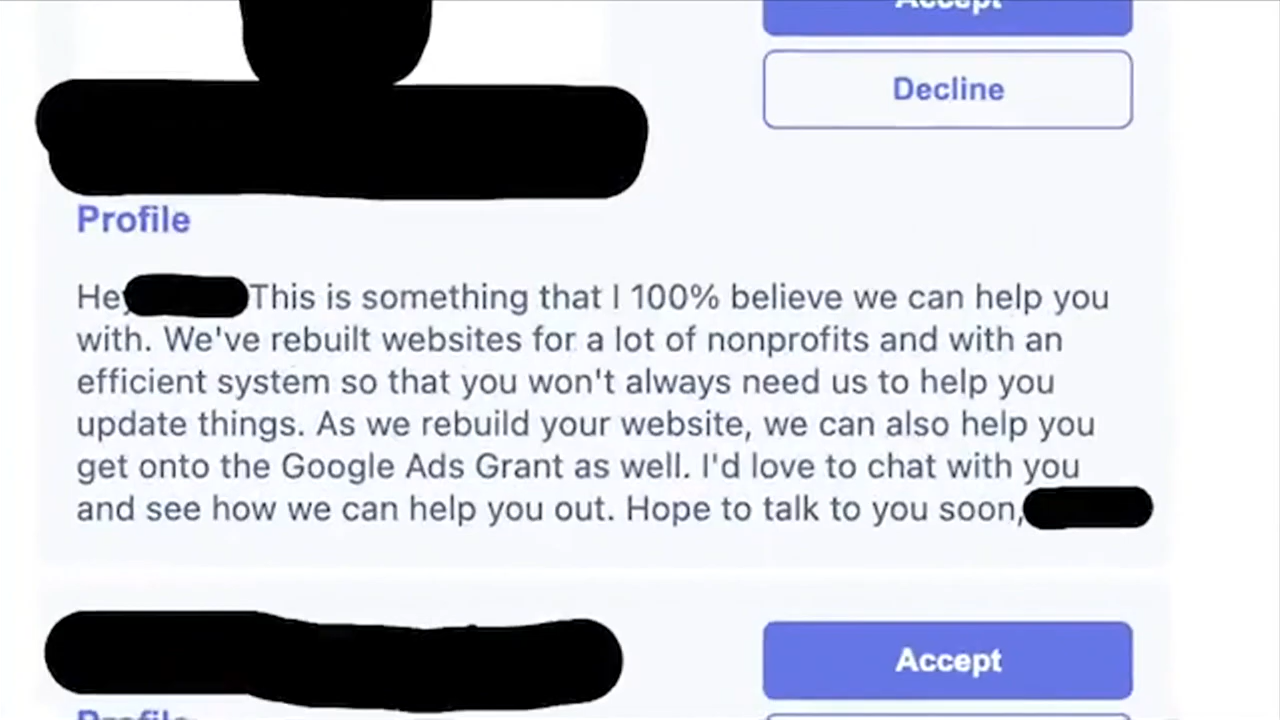 Accept
Decline
Profile
Hey This is something that I 100% believe we can help you
with. We've rebuilt websites for a lot of nonprofits and with an
efficient system so that you won't always need us to help you
update things. As we rebuild your website, we can also help you
get onto the Google Ads Grant as well. I'd love to chat with you
and see how we can help you out. Hope to talk to you soon,
Accept
Profile